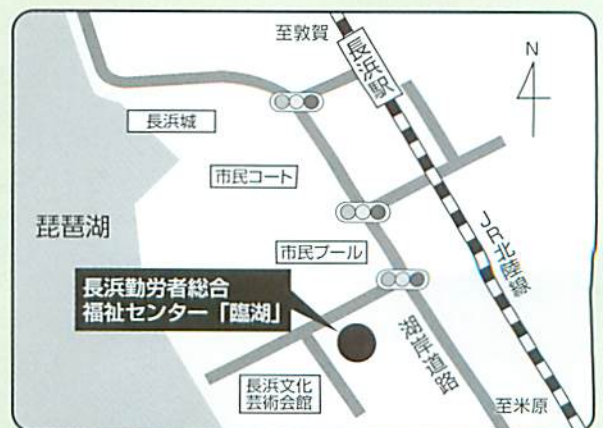 至敦賀
長浜駅
N
長浜城
市民コート
琵琶湖
市民プール
JR北陸線
長浜勤労者総合
福祉センター「臨湖」
湖岸道路
長浜文化
芸術会館
至米原